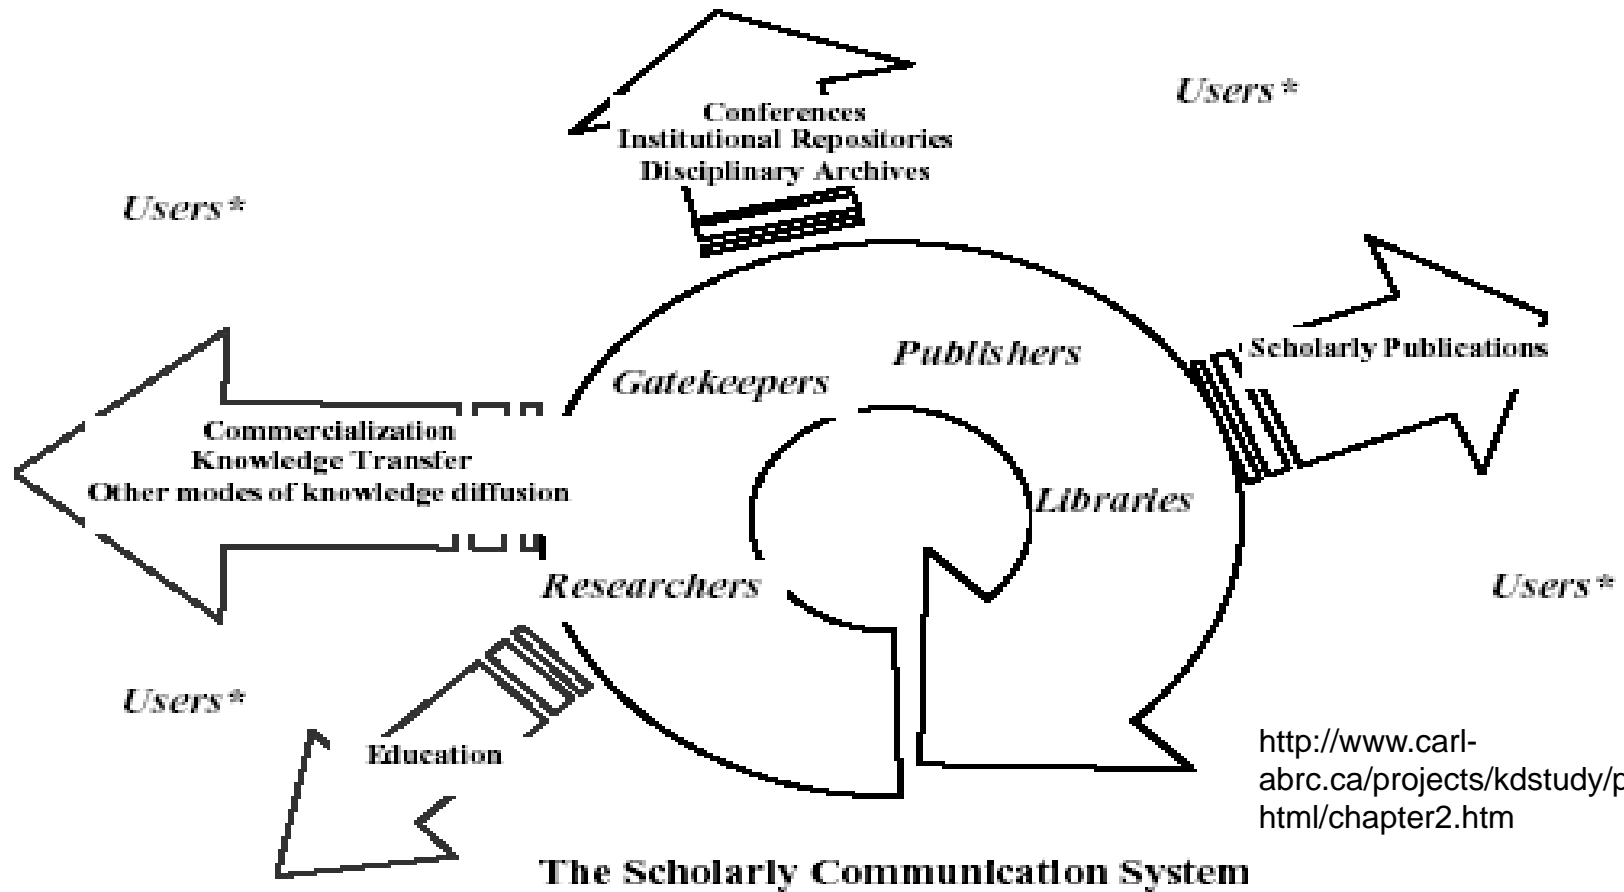 Users*
Conferences
Institutional Repositories
Disciplinary Archives
Users*
Scholarly Publications
Publishers
Gatekeepers
Commercialization
Knowledge Transfer
Other modes of knowledge diffusion
Libraries
Researchers
Users*
Users*
Education
http://www.carl-
abrc.ca/projects/kdstudy/p
html/chapter2.htm
The Scholarly Communication System